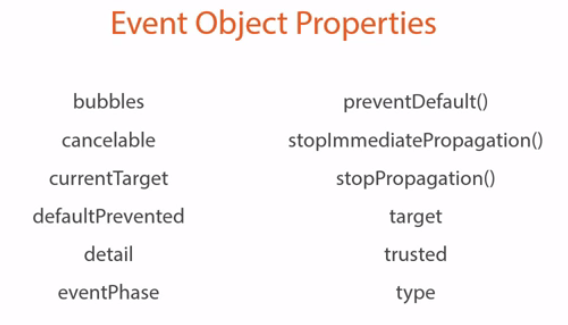 Event Object Properties
bubbles
cancelable
currentTarget
defaultPrevented
detail
eventPhase
preventDefault()
stopImmediatePropagation()
stopPropagation()
target
trusted
type